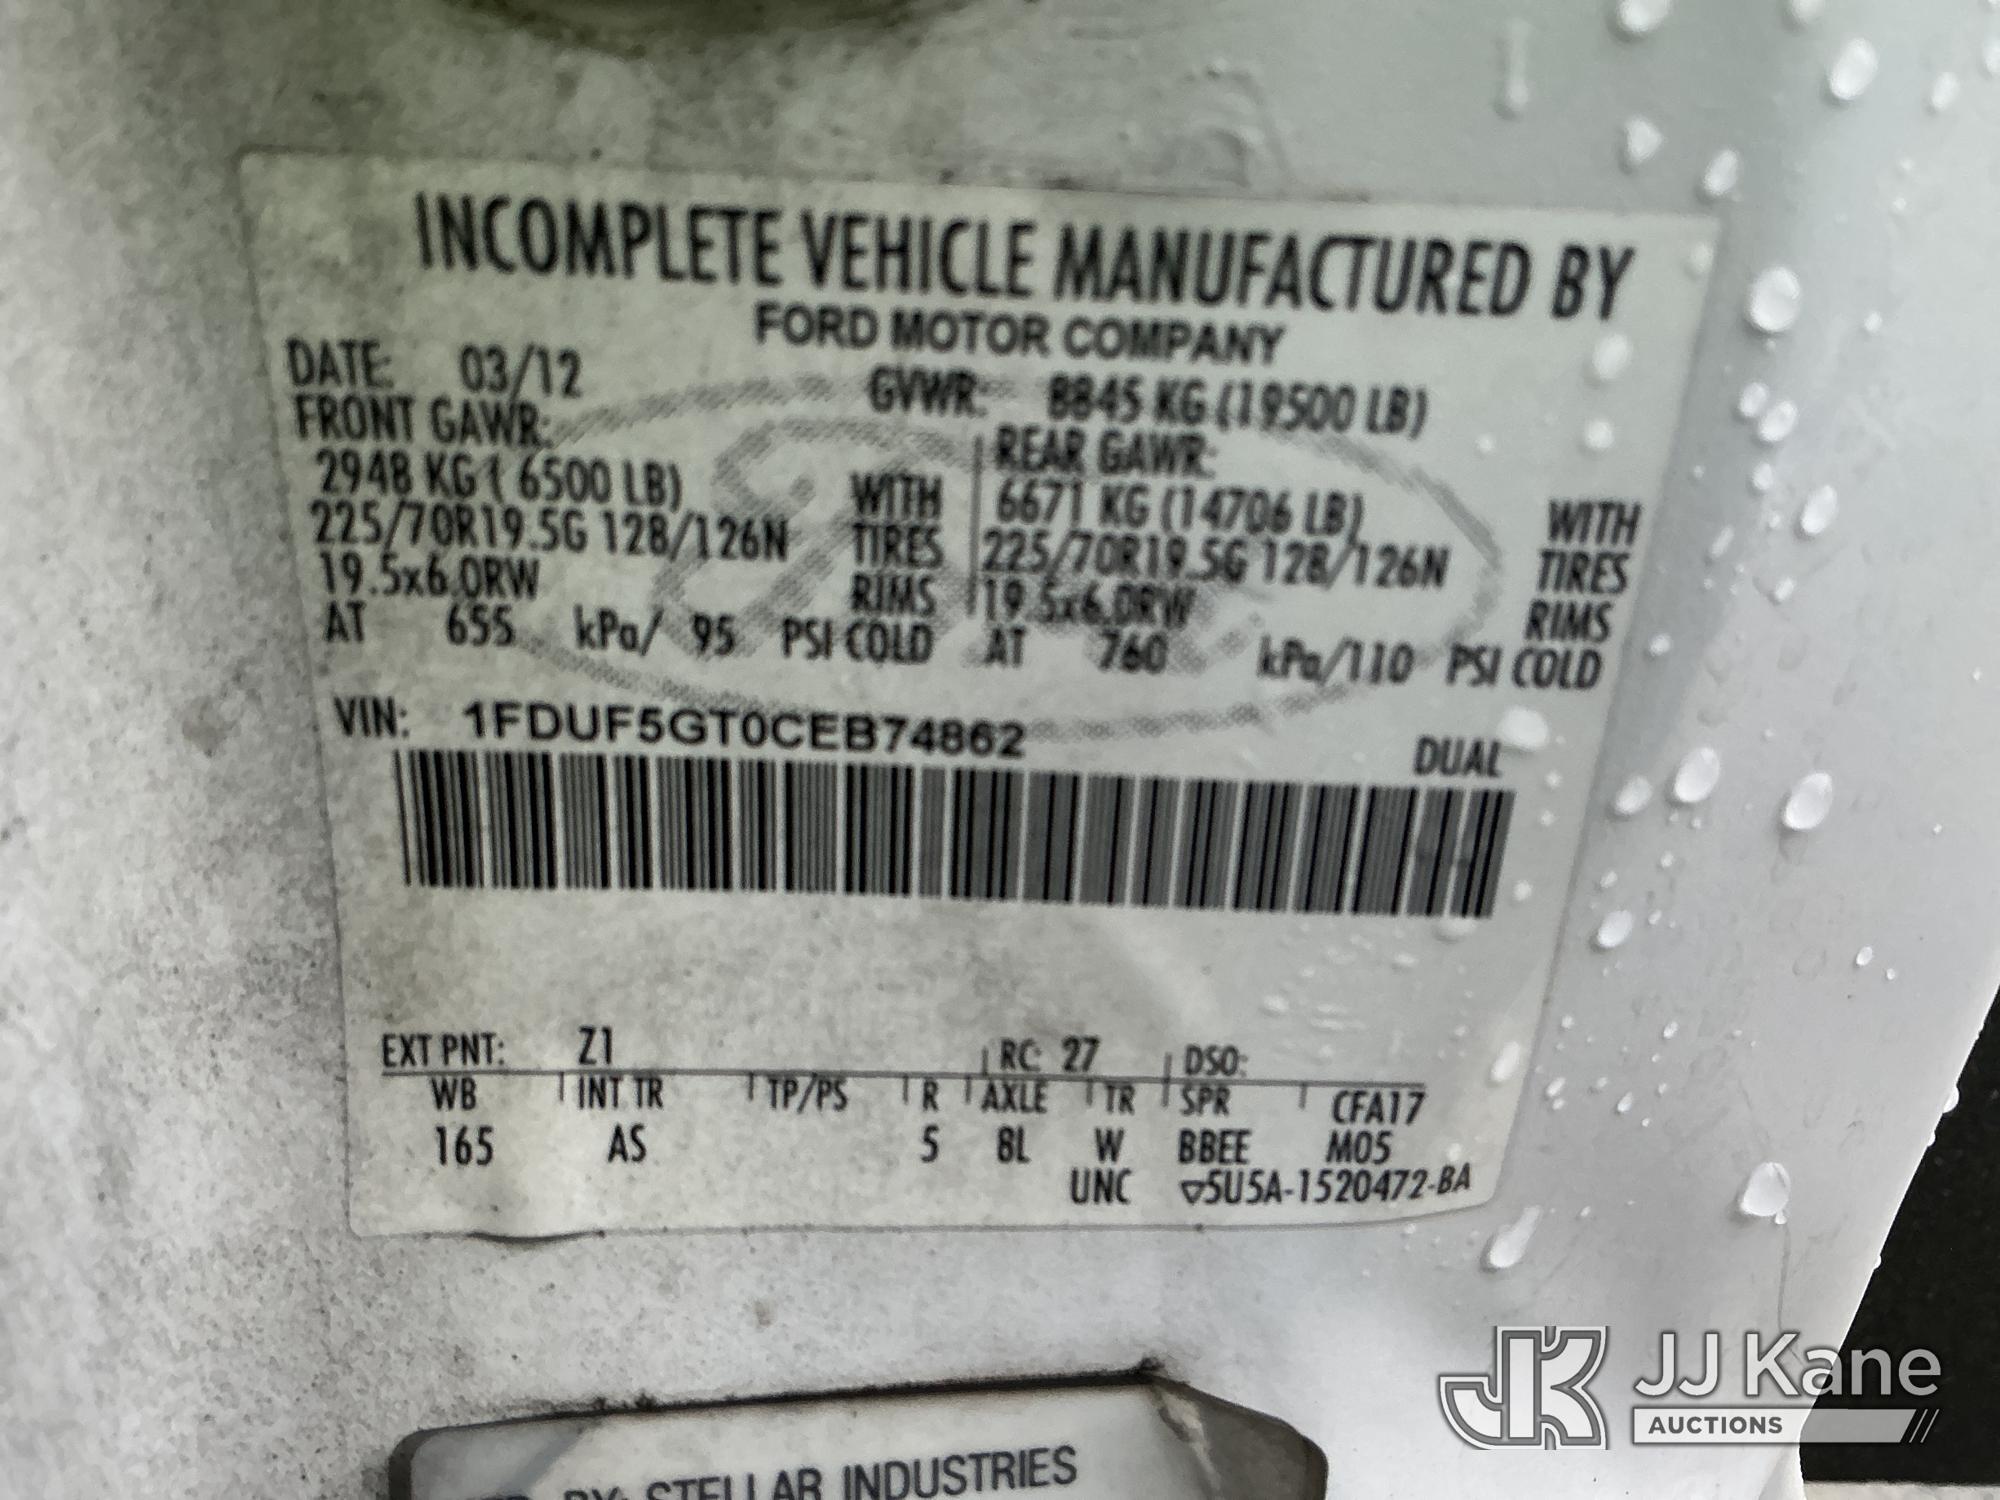 INCOMPLETE VEHICLE MANUFACTURED BY
FORD MOTOR COMPANY
DATE: 03/12 GVWR: 8845 KG (19500 LB)
FRONT GAWR: REAR GAWR:
2948 KG ( 6500 LB) WITH 6671 KG (14706 LB) WITH
225/70R19.5G 128/126N TIRES 225/70R19.5G 128/126N TIRES
19.5x6.0RW RIMS 19.5x6.0RW RIMS
AT 655 kPa/ 95 PSI COLD AT 760 kPa/110 PSI COLD
VIN: 1FDUF5GT0CEB74862
DUAL
EXT PNT: Z1 RC: 27 DSO:
WB INT TR TP/PS R AXLE TR SPR CFA17
165 AS 5 8L W BBEE M05
UNC ▽5U5A-1520472-BA
BY: STELLAR INDUSTRIES
JK JJ Kane
AUCTIONS